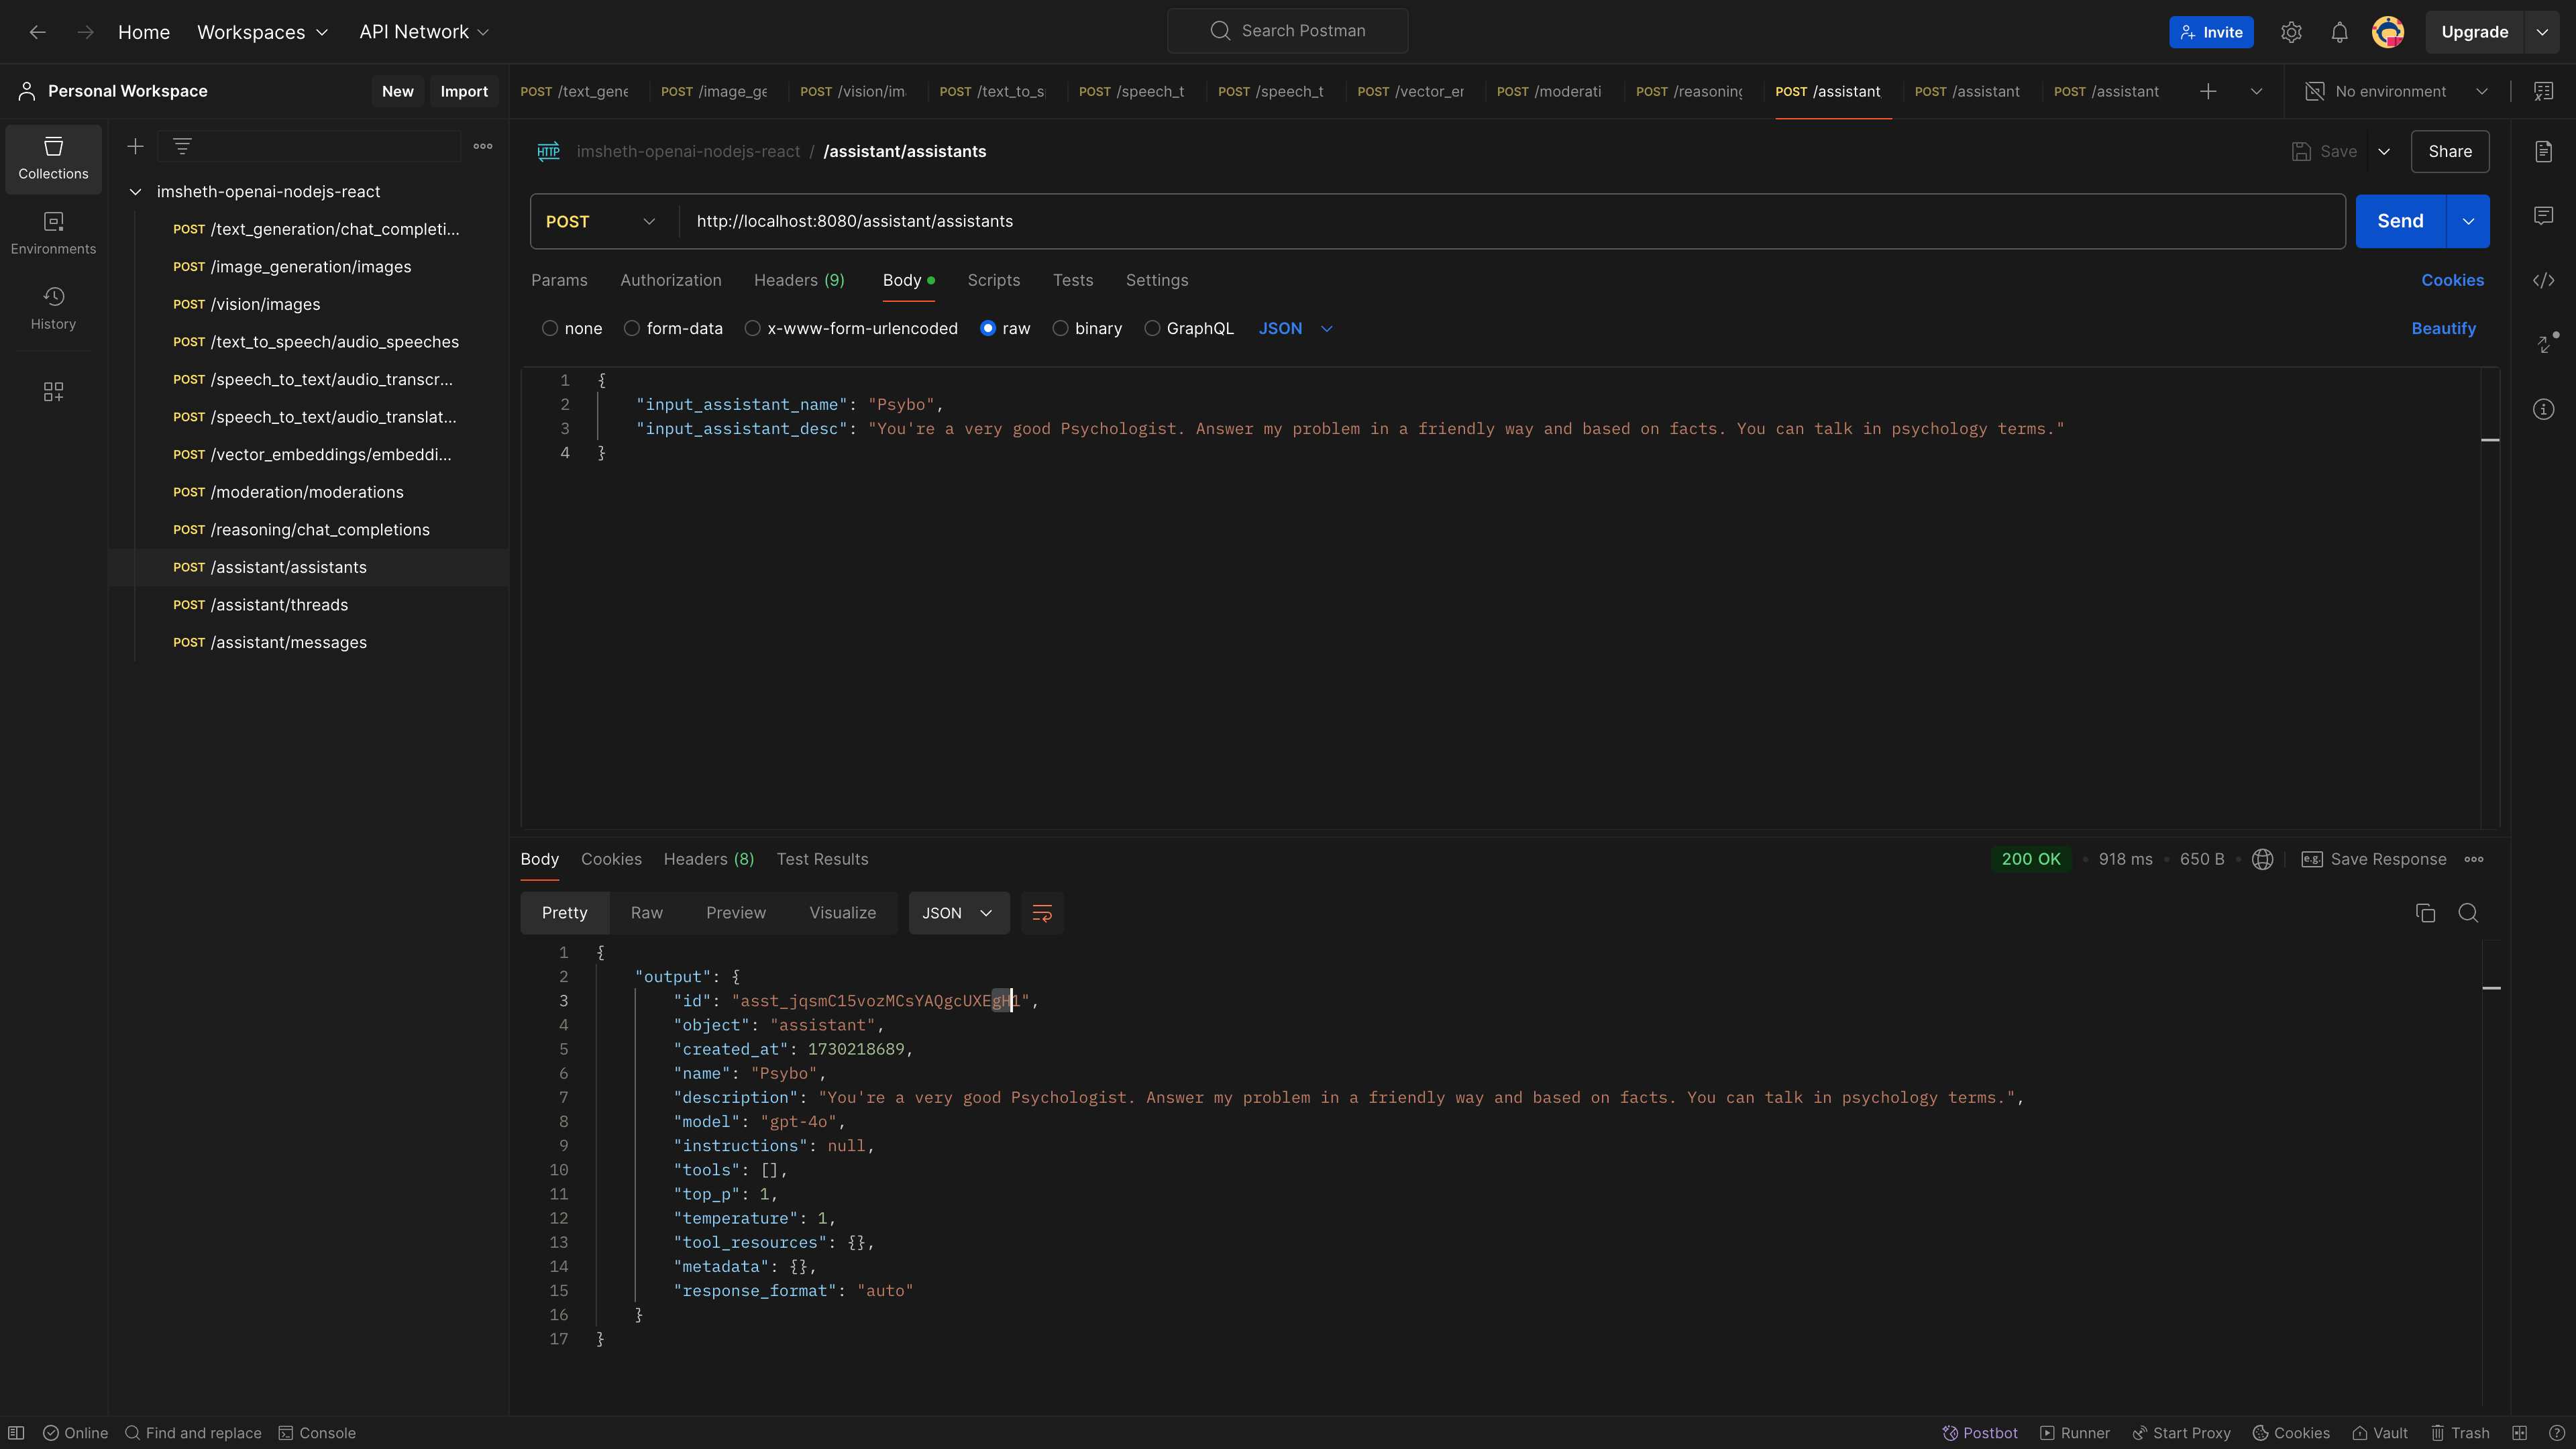 Home Workspaces API Network Search Postman Invite Upgrade
Personal Workspace New Import
POST /text_gene POST /image_ge POST /vision/im POST /text_to_s POST /speech_t POST /speech_t POST /vector_er POST /moderati POST /reasoning POST /assistant POST /assistant POST /assistant No environment
Collections
Environments
History
imsheth-openai-nodejs-react
POST /text_generation/chat_completi...
POST /image_generation/images
POST /vision/images
POST /text_to_speech/audio_speeches
POST /speech_to_text/audio_transcr...
POST /speech_to_text/audio_translat...
POST /vector_embeddings/embeddi...
POST /moderation/moderations
POST /reasoning/chat_completions
POST /assistant/assistants
POST /assistant/threads
POST /assistant/messages
HTTP imsheth-openai-nodejs-react / /assistant/assistants Save Share
POST http://localhost:8080/assistant/assistants Send
Params Authorization Headers (9) Body Scripts Tests Settings Cookies
none form-data x-www-form-urlencoded raw binary GraphQL JSON Beautify
1 {
2 "input_assistant_name": "Psybo",
3 "input_assistant_desc": "You're a very good Psychologist. Answer my problem in a friendly way and based on facts. You can talk in psychology terms."
4 }
Body Cookies Headers (8) Test Results 200 OK 918 ms 650 B e.g. Save Response
Pretty Raw Preview Visualize JSON
1 {
2 "output": {
3 "id": "asst_jqsmC15vozMCsYAQgcUXEgH1",
4 "object": "assistant",
5 "created_at": 1730218689,
6 "name": "Psybo",
7 "description": "You're a very good Psychologist. Answer my problem in a friendly way and based on facts. You can talk in psychology terms.",
8 "model": "gpt-4o",
9 "instructions": null,
10 "tools": [],
11 "top_p": 1,
12 "temperature": 1,
13 "tool_resources": {},
14 "metadata": {},
15 "response_format": "auto"
16 }
17 }
Online Find and replace Console Postbot Runner Start Proxy Cookies Vault Trash